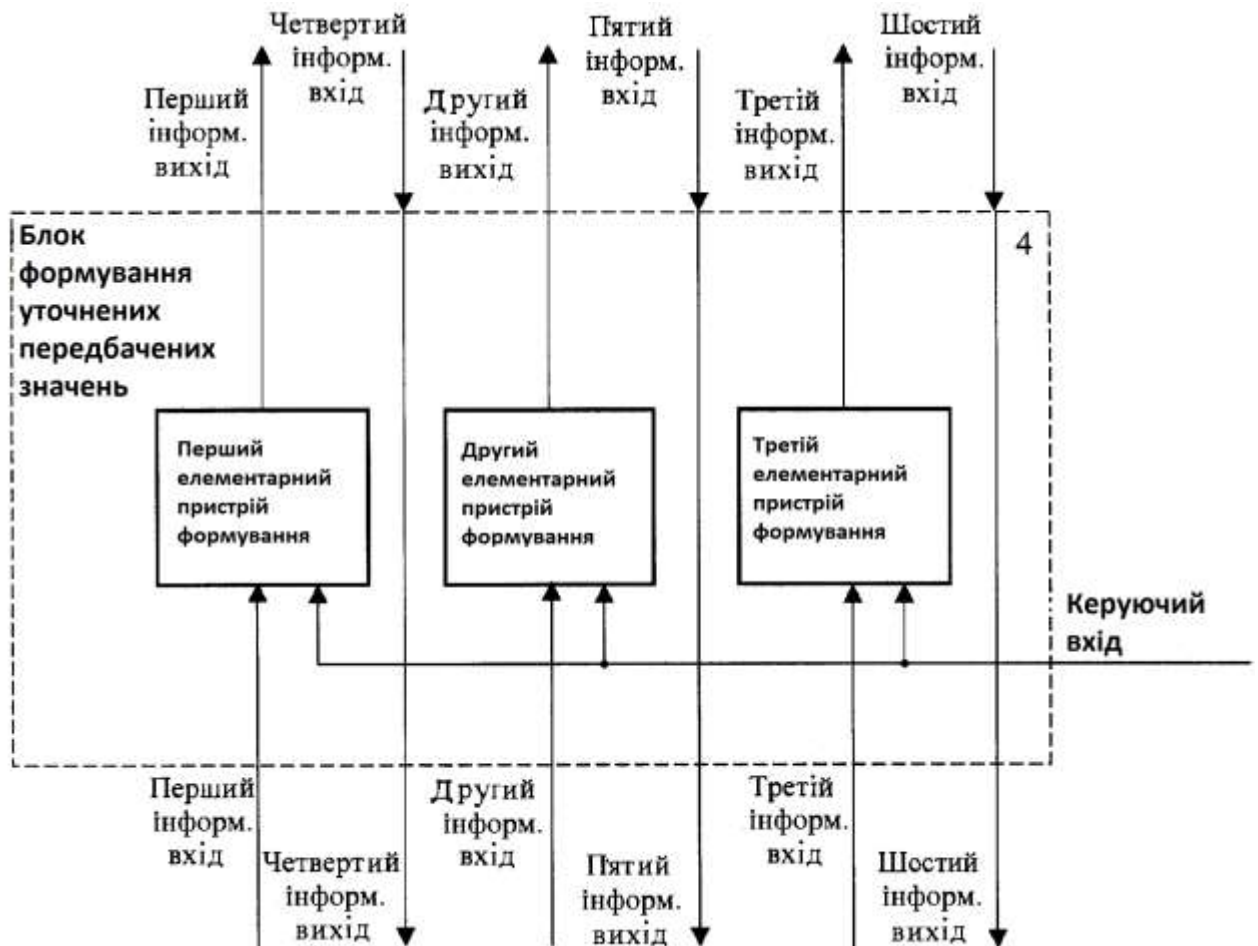 Четвертий
інформ.
вхід
П'ятий
інформ.
вхід
Шостий
інформ.
вхід
Перший
інформ.
вихід
Другий
інформ.
вихід
Третій
інформ.
вихід
Блок
формування
уточнених
передбачених
значень
4
Перший
елементарний
пристрій
формування
Другий
елементарний
пристрій
формування
Третій
елементарний
пристрій
формування
Керуючий
вхід
Перший
інформ.
вхід
Другий
інформ.
вхід
Третій
інформ.
вхід
Четвертий
інформ.
вихід
П'ятий
інформ.
вихід
Шостий
інформ.
вихід